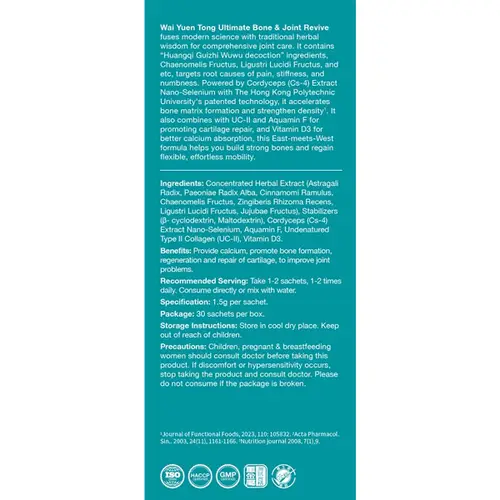 Wai Yuen Tong Ultimate Bone & Joint Revive
fuses modern science with traditional herbal
wisdom for comprehensive joint care. It contains
"Huangqi Guizhi Wuwu decoction" ingredients,
Chaenomelis Fructus, Ligustri Lucidi Fructus, and
etc, targets root causes of pain, stiffness, and
numbness. Powered by Cordyceps (Cs-4) Extract
Nano-Selenium with The Hong Kong Polytechnic
University's patented technology, it accelerates
bone matrix formation and strengthen density¹. It
also combines with UC-II and Aquamin F for
promoting cartilage repair, and Vitamin D3 for
better calcium absorption, this East-meets-West
formula helps you build strong bones and regain
flexible, effortless mobility.
Ingredients: Concentrated Herbal Extract (Astragali
Radix, Paeoniae Radix Alba, Cinnamomi Ramulus,
Chaenomelis Fructus, Zingiberis Rhizoma Recens,
Ligustri Lucidi Fructus, Jujubae Fructus), Stabilizers
(β- cyclodextrin, Maltodextrin), Cordyceps (Cs-4)
Extract Nano-Selenium, Aquamin F, Undenatured
Type II Collagen (UC-II), Vitamin D3.
Benefits: Provide calcium, promote bone formation,
regeneration and repair of cartilage, to improve joint
problems.
Recommended Serving: Take 1-2 sachets, 1-2 times
daily. Consume directly or mix with water.
Specification: 1.5g per sachet.
Package: 30 sachets per box.
Storage Instructions: Store in cool dry place. Keep
out of reach of children.
Precautions: Children, pregnant & breastfeeding
women should consult doctor before taking this
product. If discomfort or hypersensitivity occurs,
stop taking the product and consult doctor. Please
do not consume if the package is broken.
¹Journal of Functional Foods, 2023, 110: 105832. ²Acta Pharmacol.
Sin., 2003, 24(11), 1161-1166. ³Nutrition journal 2008, 7(1),9.
ISO
HACCP
GMP